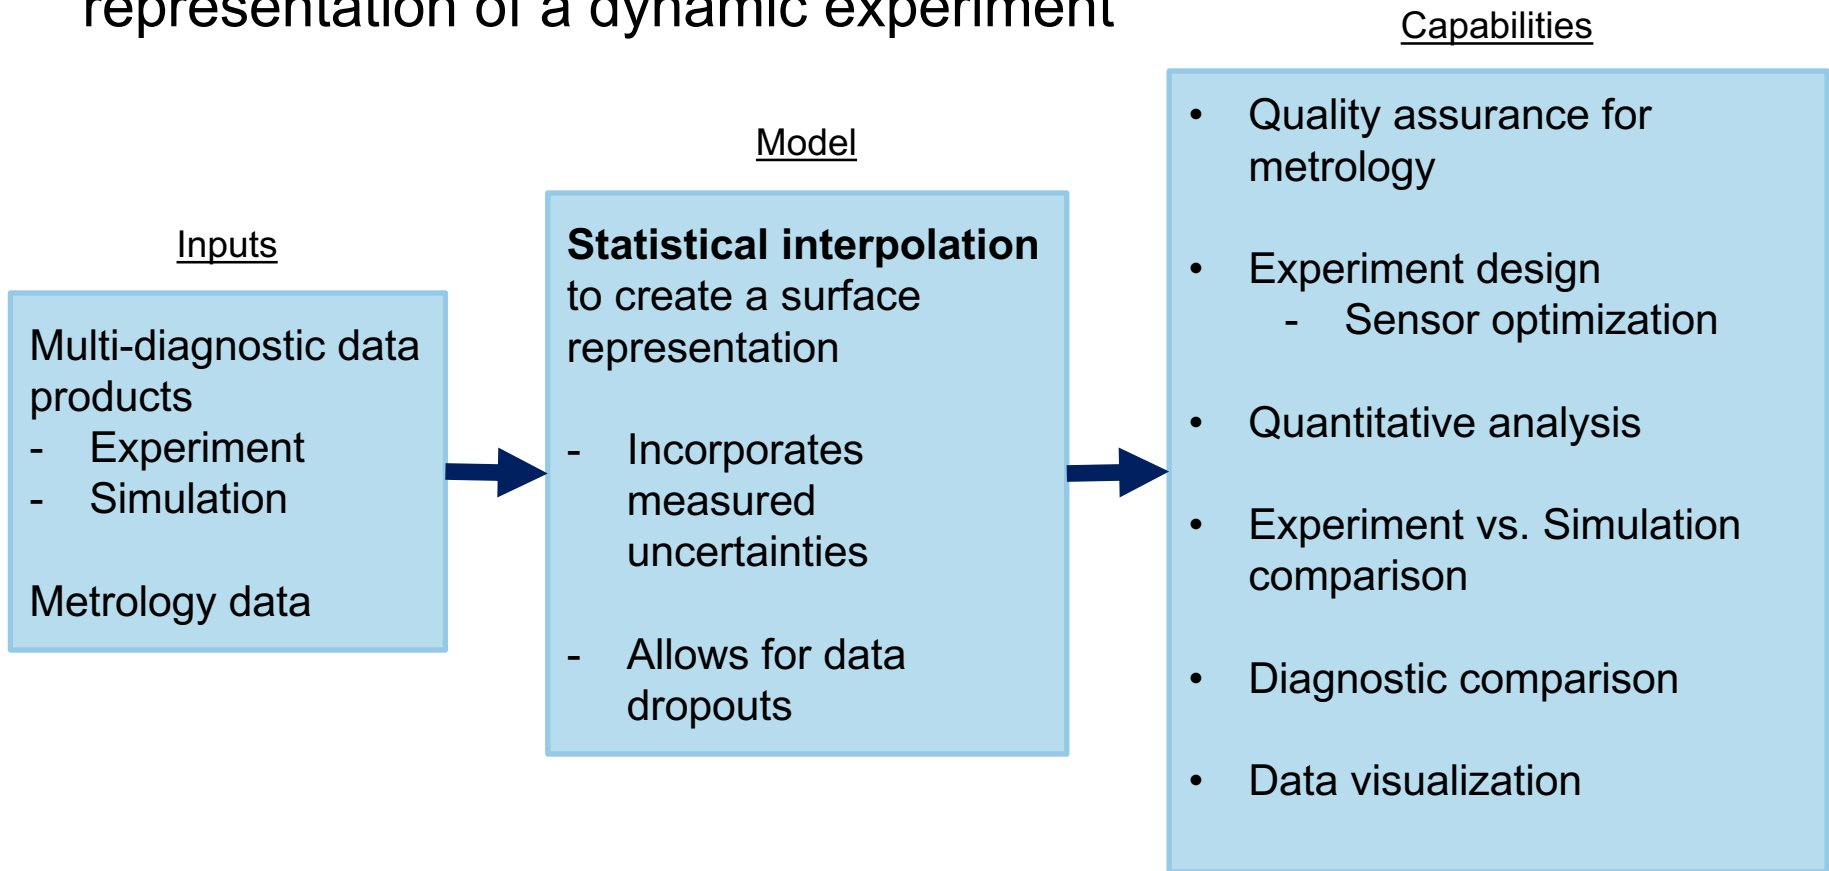 representation of a dynamic experiment
Capabilities
Model
Inputs
Multi-diagnostic data
products
- Experiment
- Simulation
Metrology data
Statistical interpolation
to create a surface
representation
- Incorporates
measured
uncertainties
- Allows for data
dropouts
• Quality assurance for
metrology
• Experiment design
- Sensor optimization
• Quantitative analysis
• Experiment vs. Simulation
comparison
• Diagnostic comparison
• Data visualization